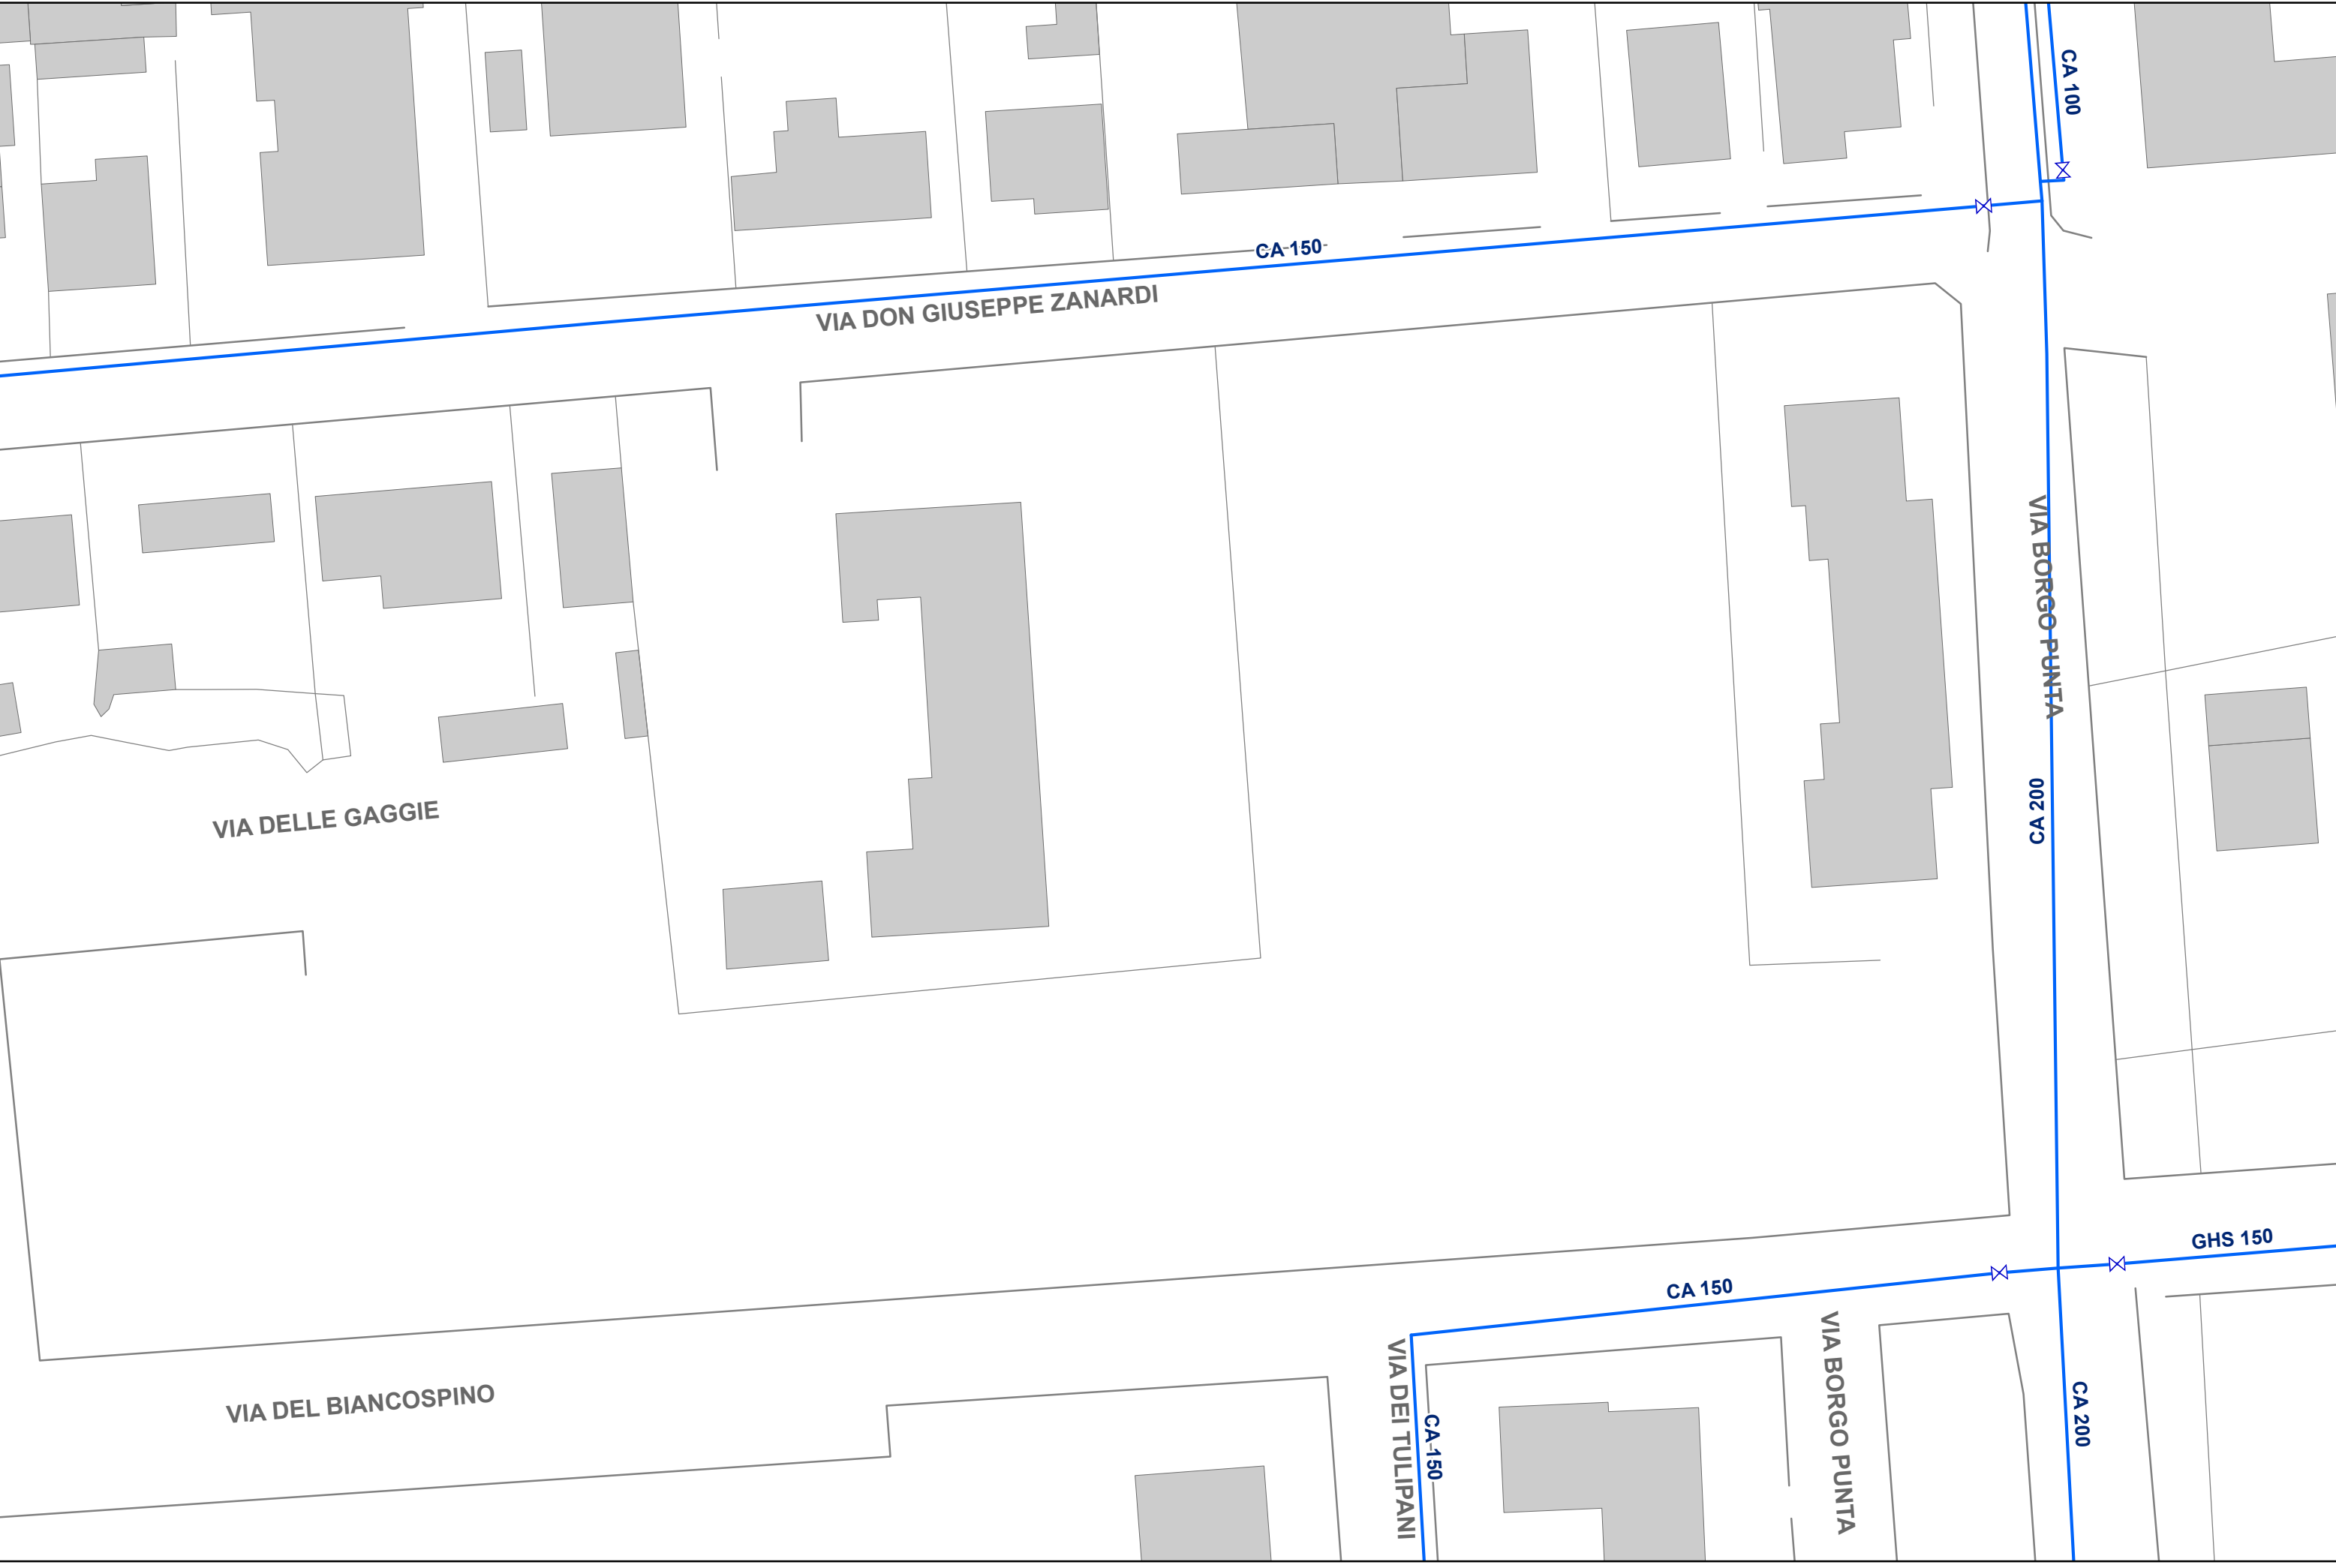 CA 100
CA 150
VIA DON GIUSEPPE ZANARDI
VIA BORGO PUNTA
CA 200
VIA DELLE GAGGIE
GHS 150
CA 150
VIA DEL BIANCOSPINO
VIA DEI TULIPANI
CA 150
VIA BORGO PUNTA
CA 200